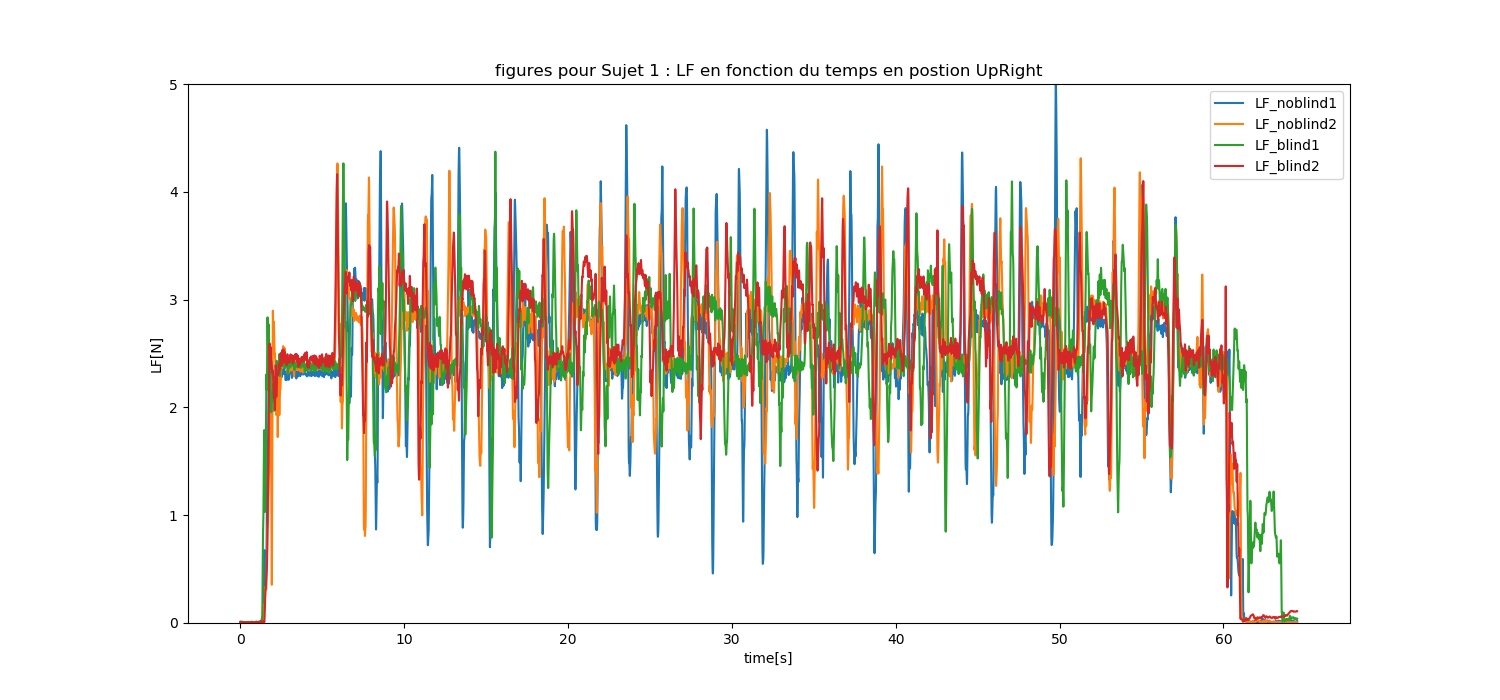 figures pour Sujet 1 : LF en fonction du temps en postion UpRight
LF_noblind1
LF_noblind2
LF_blind1
LF_blind2
5
4
3
2
1
0
LF[N]
0 10 20 30 40 50 60
time[s]